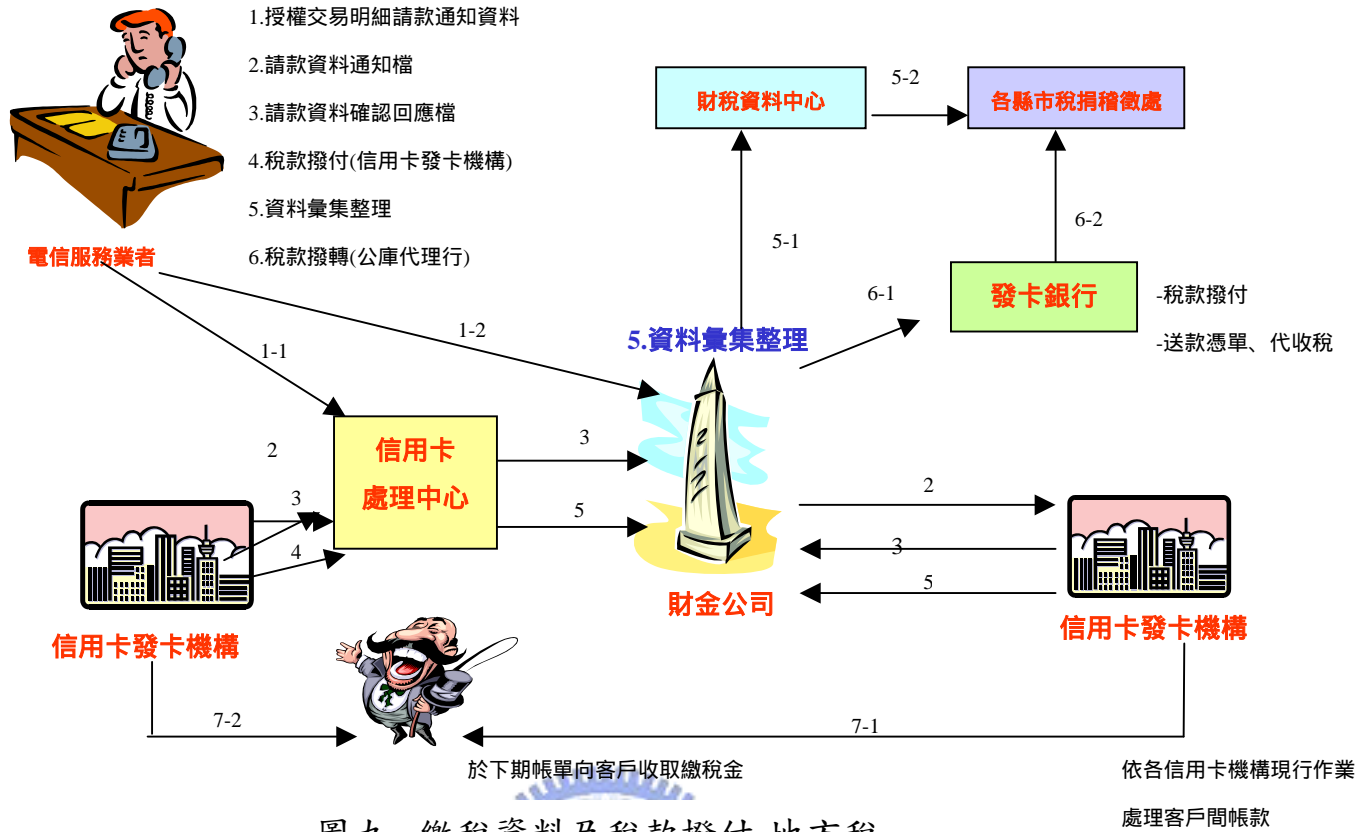 1.授權交易明細請款通知資料
2.請款資料通知檔
3.請款資料確認回應檔
4.稅款撥付(信用卡發卡機構)
5.資料彙集整理
6.稅款撥轉(公庫代理行)
電信服務業者
財稅資料中心
5-2
各縣市稅捐稽徵處
5-1
6-2
6-1
發卡銀行
-稅款撥付
-送款憑單、代收稅
1-2
1-1
5.資料彙集整理
信用卡
處理中心
2
3
4
3
5
2
3
5
財金公司
信用卡發卡機構
信用卡發卡機構
7-2
7-1
於下期帳單向客戶收取繳稅金
依各信用卡機構現行作業
處理客戶間帳款